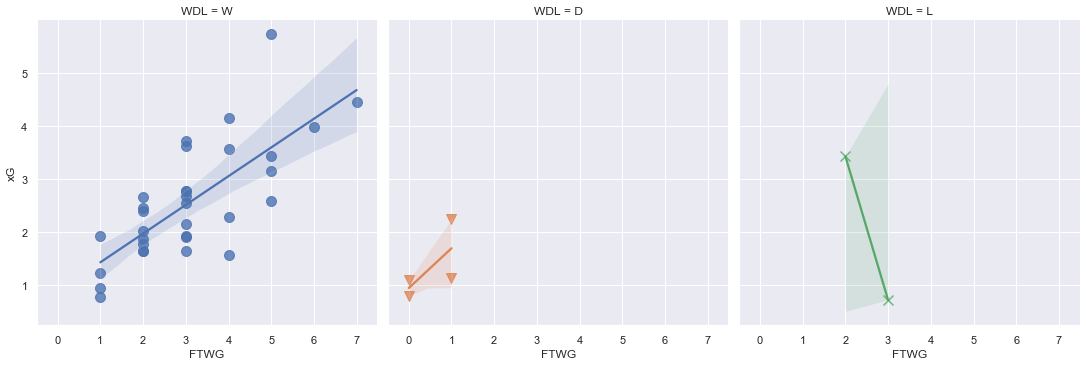 WDL = W
WDL = D
WDL = L
xG
5
4
3
2
1
0 1 2 3 4 5 6 7
0 1 2 3 4 5 6 7
0 1 2 3 4 5 6 7
FTWG
FTWG
FTWG